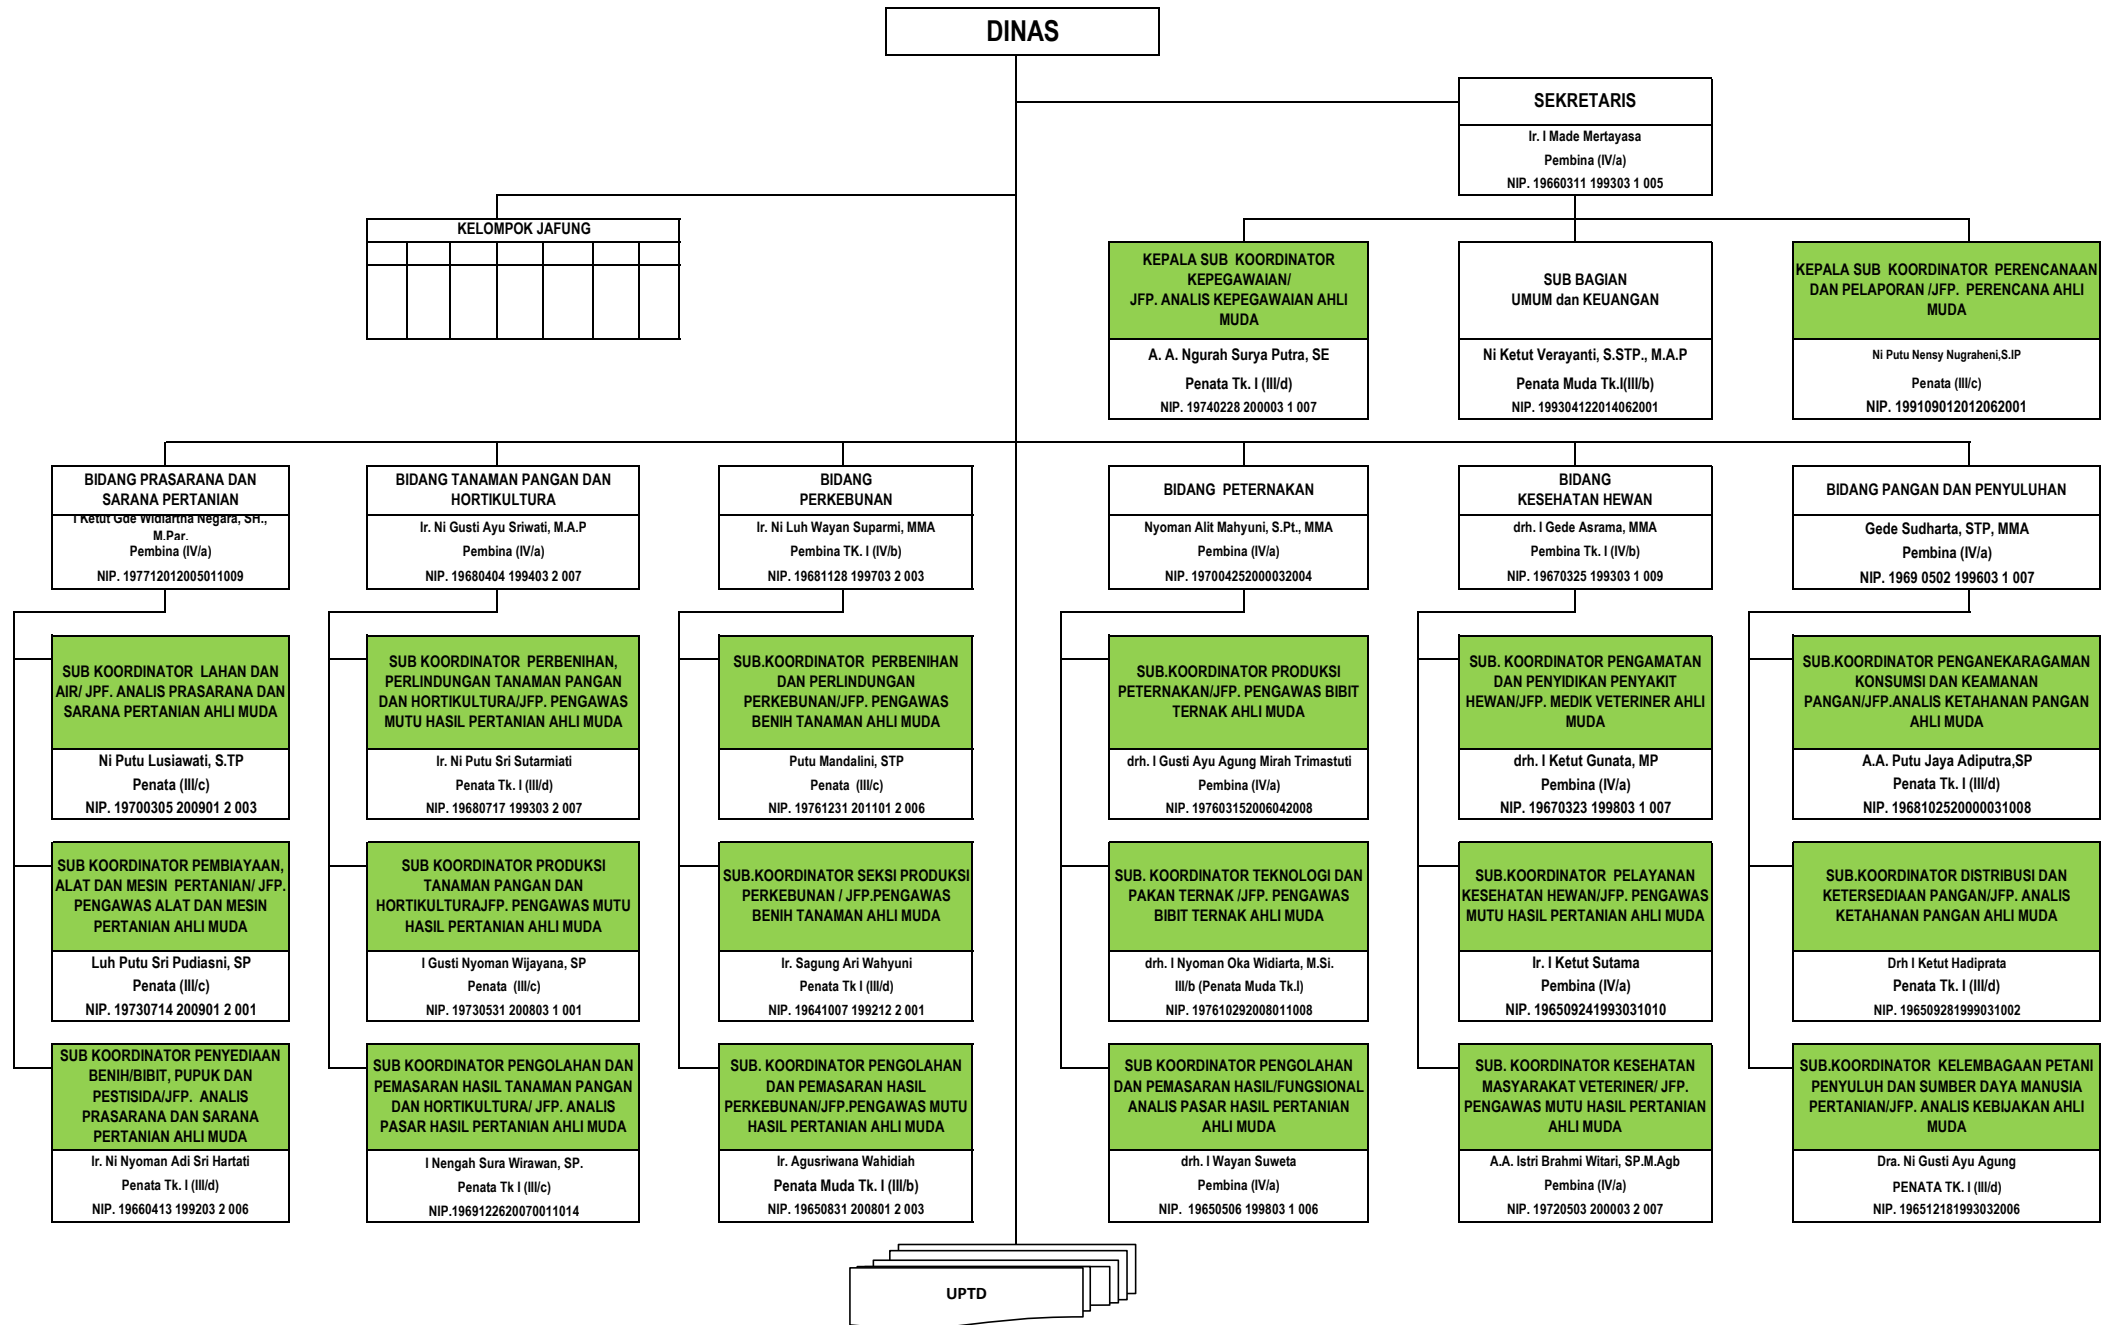 DINAS
SEKRETARIS
Ir. I Made Mertayasa
Pembina (IV/a)
NIP. 19660311 199303 1 005
KELOMPOK JAFUNG
KEPALA SUB KOORDINATOR
KEPEGAWAIAN/
JFP. ANALIS KEPEGAWAIAN AHLI
MUDA
A. A. Ngurah Surya Putra, SE
Penata Tk. I (III/d)
NIP. 19740228 200003 1 007
SUB BAGIAN
UMUM dan KEUANGAN
Ni Ketut Verayanti, S.STP., M.A.P
Penata Muda Tk.I(III/b)
NIP. 199304122014062001
KEPALA SUB KOORDINATOR PERENCANAAN
DAN PELAPORAN /JFP. PERENCANA AHLI
MUDA
Ni Putu Nensy Nugraheni,S.IP
Penata (III/c)
NIP. 199109012012062001
BIDANG PRASARANA DAN
SARANA PERTANIAN
I Ketut Gde Widiartha Negara, SH.,
M.Par.
Pembina (IV/a)
NIP. 197712012005011009
BIDANG TANAMAN PANGAN DAN
HORTIKULTURA
Ir. Ni Gusti Ayu Sriwati, M.A.P
Pembina (IV/a)
NIP. 19680404 199403 2 007
BIDANG
PERKEBUNAN
Ir. Ni Luh Wayan Suparmi, MMA
Pembina TK. I (IV/b)
NIP. 19681128 199703 2 003
BIDANG PETERNAKAN
Nyoman Alit Mahyuni, S.Pt., MMA
Pembina (IV/a)
NIP. 197004252000032004
BIDANG
KESEHATAN HEWAN
drh. I Gede Asrama, MMA
Pembina Tk. I (IV/b)
NIP. 19670325 199303 1 009
BIDANG PANGAN DAN PENYULUHAN
Gede Sudharta, STP, MMA
Pembina (IV/a)
NIP. 1969 0502 199603 1 007
SUB KOORDINATOR LAHAN DAN
AIR/ JPF. ANALIS PRASARANA DAN
SARANA PERTANIAN AHLI MUDA
Ni Putu Lusiawati, S.TP
Penata (III/c)
NIP. 19700305 200901 2 003
SUB KOORDINATOR PERBENIHAN,
PERLINDUNGAN TANAMAN PANGAN
DAN HORTIKULTURA/JFP. PENGAWAS
MUTU HASIL PERTANIAN AHLI MUDA
Ir. Ni Putu Sri Sutarmiati
Penata Tk. I (III/d)
NIP. 19680717 199303 2 007
SUB.KOORDINATOR PERBENIHAN
DAN PERLINDUNGAN
PERKEBUNAN/JFP. PENGAWAS
BENIH TANAMAN AHLI MUDA
Putu Mandalini, STP
Penata (III/c)
NIP. 19761231 201101 2 006
SUB.KOORDINATOR PRODUKSI
PETERNAKAN/JFP. PENGAWAS BIBIT
TERNAK AHLI MUDA
drh. I Gusti Ayu Agung Mirah Trimastuti
Pembina (IV/a)
NIP. 197603152006042008
SUB. KOORDINATOR PENGAMATAN
DAN PENYIDIKAN PENYAKIT
HEWAN/JFP. MEDIK VETERINER AHLI
MUDA
drh. I Ketut Gunata, MP
Pembina (IV/a)
NIP. 19670323 199803 1 007
SUB.KOORDINATOR PENGANEKARAGAMAN
KONSUMSI DAN KEAMANAN
PANGAN/JFP.ANALIS KETAHANAN PANGAN
AHLI MUDA
A.A. Putu Jaya Adiputra,SP
Penata Tk. I (III/d)
NIP. 1968102520000031008
SUB KOORDINATOR PEMBIAYAAN,
ALAT DAN MESIN PERTANIAN/ JFP.
PENGAWAS ALAT DAN MESIN
PERTANIAN AHLI MUDA
Luh Putu Sri Pudiasni, SP
Penata (III/c)
NIP. 19730714 200901 2 001
SUB KOORDINATOR PRODUKSI
TANAMAN PANGAN DAN
HORTIKULTURAJFP. PENGAWAS MUTU
HASIL PERTANIAN AHLI MUDA
I Gusti Nyoman Wijayana, SP
Penata (III/c)
NIP. 19730531 200803 1 001
SUB.KOORDINATOR SEKSI PRODUKSI
PERKEBUNAN / JFP.PENGAWAS
BENIH TANAMAN AHLI MUDA
Ir. Sagung Ari Wahyuni
Penata Tk I (III/d)
NIP. 19641007 199212 2 001
SUB. KOORDINATOR TEKNOLOGI DAN
PAKAN TERNAK /JFP. PENGAWAS
BIBIT TERNAK AHLI MUDA
drh. I Nyoman Oka Widiarta, M.Si.
III/b (Penata Muda Tk.I)
NIP. 197610292008011008
SUB.KOORDINATOR PELAYANAN
KESEHATAN HEWAN/JFP. PENGAWAS
MUTU HASIL PERTANIAN AHLI MUDA
Ir. I Ketut Sutama
Pembina (IV/a)
NIP. 196509241993031010
SUB.KOORDINATOR DISTRIBUSI DAN
KETERSEDIAAN PANGAN/JFP. ANALIS
KETAHANAN PANGAN AHLI MUDA
Drh I Ketut Hadiprata
Penata Tk. I (III/d)
NIP. 196509281999031002
SUB KOORDINATOR PENYEDIAAN
BENIH/BIBIT, PUPUK DAN
PESTISIDA/JFP. ANALIS
PRASARANA DAN SARANA
PERTANIAN AHLI MUDA
Ir. Ni Nyoman Adi Sri Hartati
Penata Tk. I (III/d)
NIP. 19660413 199203 2 006
SUB KOORDINATOR PENGOLAHAN DAN
PEMASARAN HASIL TANAMAN PANGAN
DAN HORTIKULTURA/ JFP. ANALIS
PASAR HASIL PERTANIAN AHLI MUDA
I Nengah Sura Wirawan, SP.
Penata Tk I (III/c)
NIP.1969122620070011014
SUB. KOORDINATOR PENGOLAHAN
DAN PEMASARAN HASIL
PERKEBUNAN/JFP.PENGAWAS MUTU
HASIL PERTANIAN AHLI MUDA
Ir. Agusriwana Wahidiah
Penata Muda Tk. I (III/b)
NIP. 19650831 200801 2 003
SUB KOORDINATOR PENGOLAHAN
DAN PEMASARAN HASIL/FUNGSIONAL
ANALIS PASAR HASIL PERTANIAN
AHLI MUDA
drh. I Wayan Suweta
Pembina (IV/a)
NIP. 19650506 199803 1 006
SUB. KOORDINATOR KESEHATAN
MASYARAKAT VETERINER/ JFP.
PENGAWAS MUTU HASIL PERTANIAN
AHLI MUDA
A.A. Istri Brahmi Witari, SP.M.Agb
Pembina (IV/a)
NIP. 19720503 200003 2 007
SUB.KOORDINATOR KELEMBAGAAN PETANI
PENYULUH DAN SUMBER DAYA MANUSIA
PERTANIAN/JFP. ANALIS KEBIJAKAN AHLI
MUDA
Dra. Ni Gusti Ayu Agung
PENATA TK. I (III/d)
NIP. 196512181993032006
UPTD